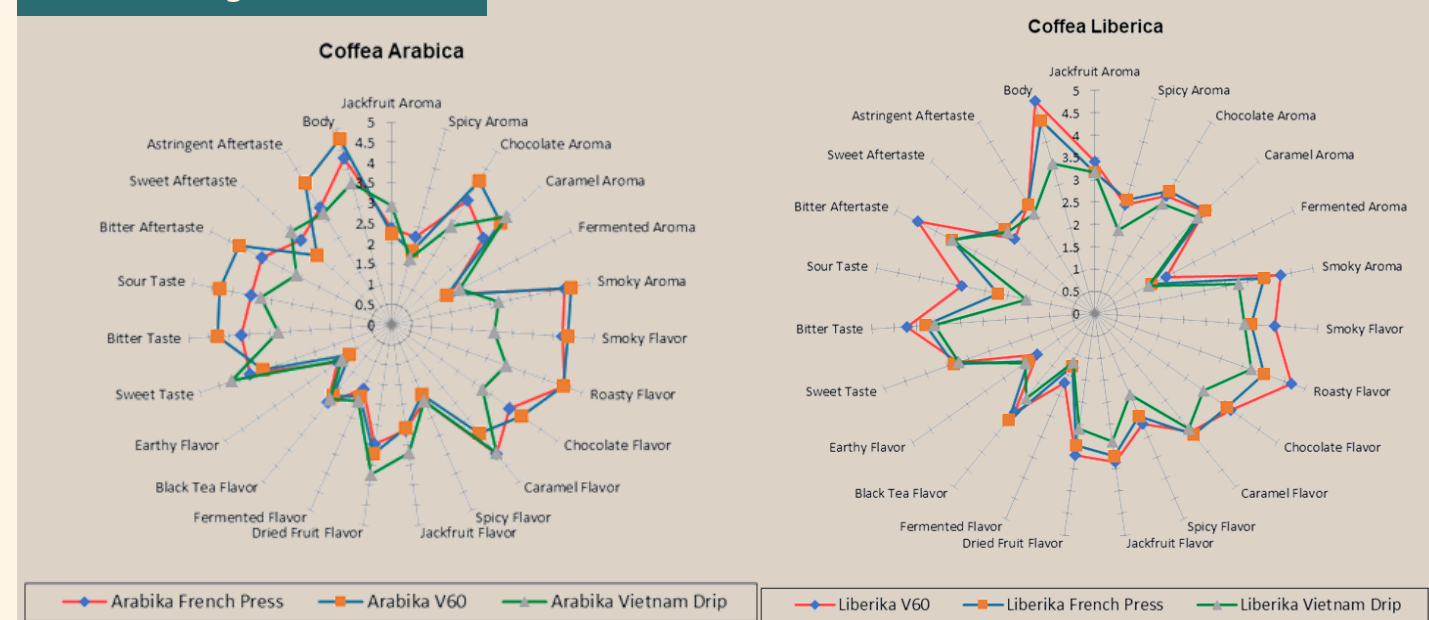 Coffea Arabica
Jackfruit Aroma
Spicy Aroma
Chocolate Aroma
Caramel Aroma
Fermented Aroma
Smoky Aroma
Smoky Flavor
Roasty Flavor
Chocolate Flavor
Caramel Flavor
Spicy Flavor
Jackfruit Flavor
Dried Fruit Flavor
Fermented Flavor
Black Tea Flavor
Earthy Flavor
Sweet Taste
Bitter Taste
Sour Taste
Bitter Aftertaste
Sweet Aftertaste
Astringent Aftertaste
Body
5
4.5
4
3.5
3
2.5
2
1.5
1
0.5
0
Arabika French Press
Arabika V60
Arabika Vietnam Drip
Coffea Liberica
Jackfruit Aroma
Spicy Aroma
Chocolate Aroma
Caramel Aroma
Fermented Aroma
Smoky Aroma
Smoky Flavor
Roasty Flavor
Chocolate Flavor
Caramel Flavor
Spicy Flavor
Jackfruit Flavor
Dried Fruit Flavor
Fermented Flavor
Black Tea Flavor
Earthy Flavor
Sweet Taste
Bitter Taste
Sour Taste
Bitter Aftertaste
Sweet Aftertaste
Astringent Aftertaste
Body
5
4.5
4
3.5
3
2.5
2
1.5
1
0.5
0
Liberika V60
Liberika French Press
Liberika Vietnam Drip